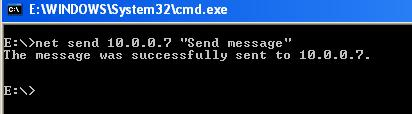 E:\WINDOWS\System32\cmd.exe
E:\>net send 10.0.0.7 "Send message"
The message was successfully sent to 10.0.0.7.
E:\>